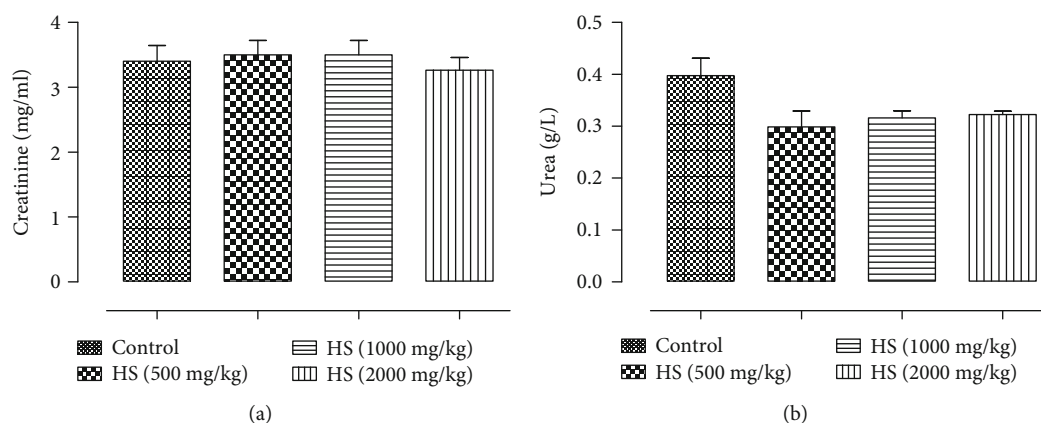 Creatinine (mg/ml)
4
3
2
1
0
Control
HS (500 mg/kg)
HS (1000 mg/kg)
HS (2000 mg/kg)
(a)
Urea (g/L)
0.5
0.4
0.3
0.2
0.1
0.0
Control
HS (500 mg/kg)
HS (1000 mg/kg)
HS (2000 mg/kg)
(b)